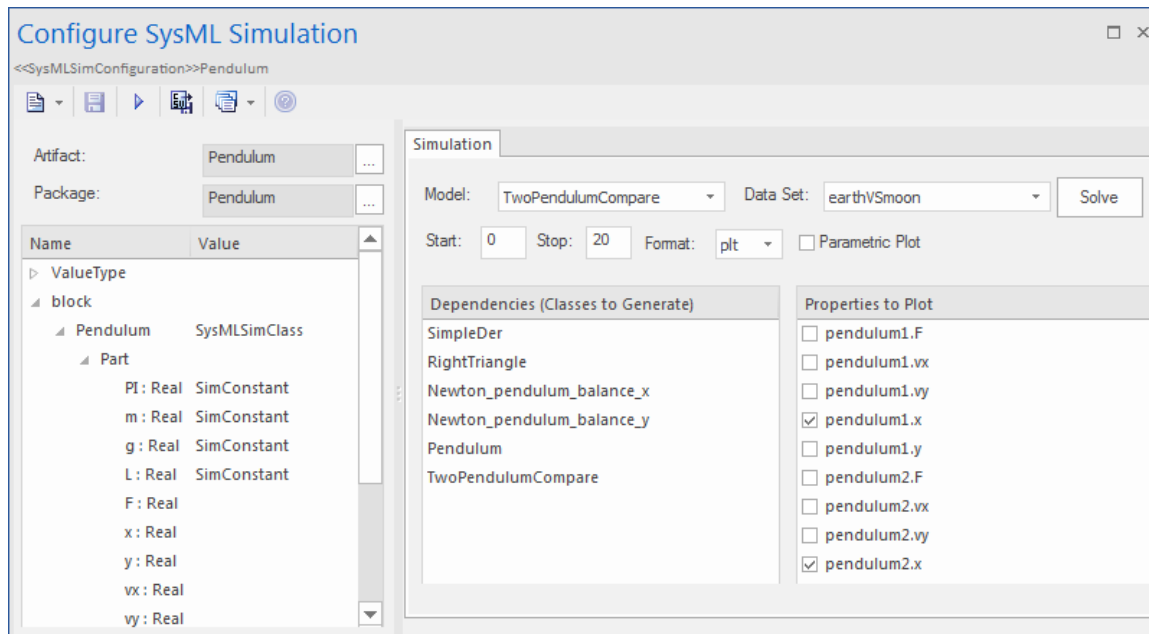 Configure SysML Simulation
<<SysMLSimConfiguration>>Pendulum
Artifact: Pendulum ...
Package: Pendulum ...
Name Value
ValueType
block
Pendulum SysMLSimClass
Part
PI : Real SimConstant
m : Real SimConstant
g : Real SimConstant
L : Real SimConstant
F : Real
x : Real
y : Real
vx : Real
vy : Real
Simulation
Model: TwoPendulumCompare Data Set: earthVSmoon Solve
Start: 0 Stop: 20 Format: plt Parametric Plot
Dependencies (Classes to Generate)
SimpleDer
RightTriangle
Newton_pendulum_balance_x
Newton_pendulum_balance_y
Pendulum
TwoPendulumCompare
Properties to Plot
pendulum1.F
pendulum1.vx
pendulum1.vy
pendulum1.x
pendulum1.y
pendulum2.F
pendulum2.vx
pendulum2.vy
pendulum2.x